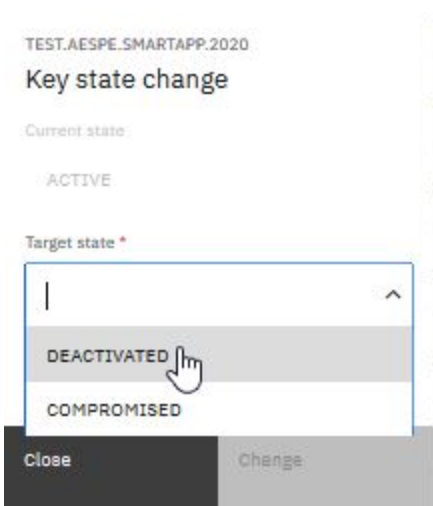 TEST.AESPE.SMARTAPP.2020
Key state change
Current state
ACTIVE
Target state *
DEACTIVATED
COMPROMISED
Close
Change